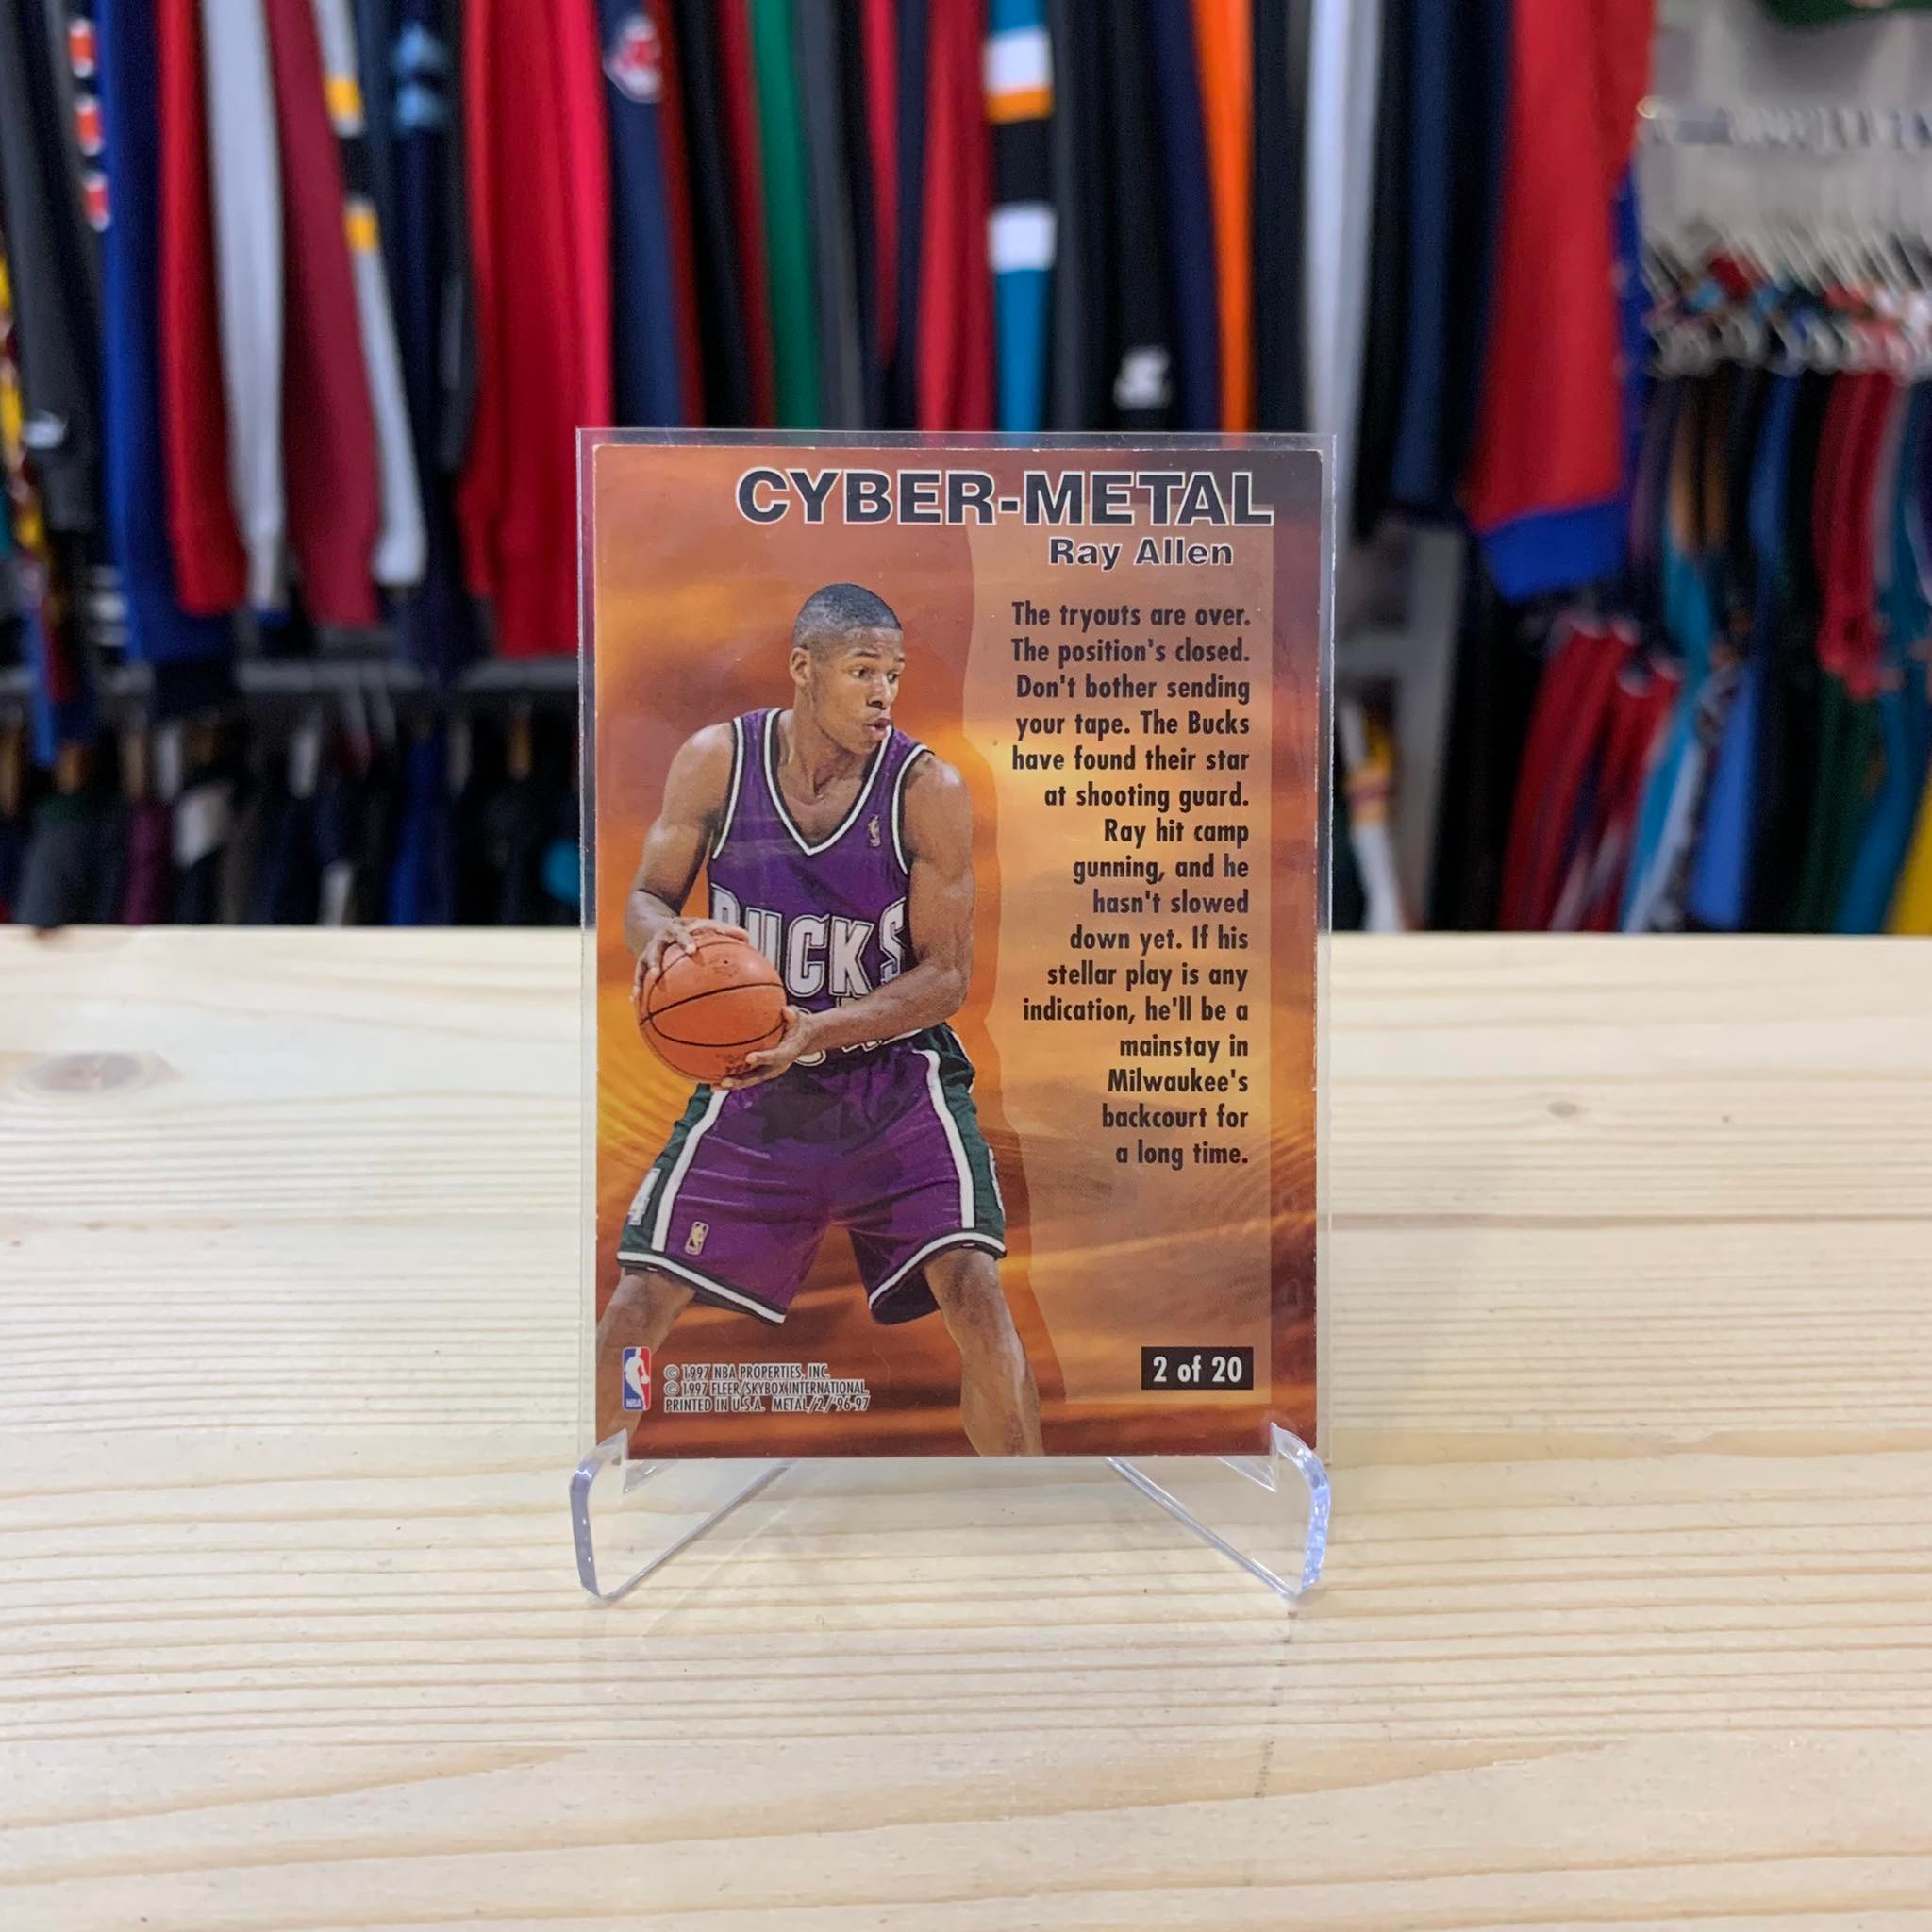 CYBER-METAL
Ray Allen
The tryouts are over.
The position's closed.
Don't bother sending
your tape. The Bucks
have found their star
at shooting guard.
Ray hit camp
gunning, and he
hasn't slowed
down yet. If his
stellar play is any
indication, he'll be a
mainstay in
Milwaukee's
backcourt for
a long time.
BUCKS
4
2 of 20
NBA
© 1997 NBA PROPERTIES, INC.
© 1997 FLEER/SKYBOX INTERNATIONAL
PRINTED IN U.S.A. METAL/2/'96-97